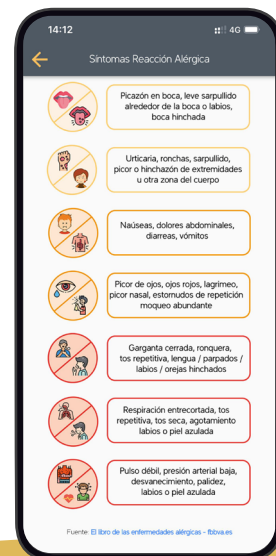 14:12
4G
Síntomas Reacción Alérgica
Picazón en boca, leve sarpullido
alrededor de la boca o labios,
boca hinchada
Urticaria, ronchas, sarpullido,
picor o hinchazón de extremidades
u otra zona del cuerpo
Naúseas, dolores abdominales,
diarreas, vómitos
Picor de ojos, ojos rojos, lagrímeo,
picor nasal, estornudos de repetición
moqueo abundante
Garganta cerrada, ronquera,
tos repetitiva, lengua / parpados /
labios / orejas hinchados
Respiración entrecortada, tos
repetitiva, tos seca, agotamiento
labios o piel azulada
Pulso débil, presión arterial baja,
desvanecimiento, palidez,
labios o piel azulada
Fuente: El libro de las enfermedades alérgicas - fbbva.es